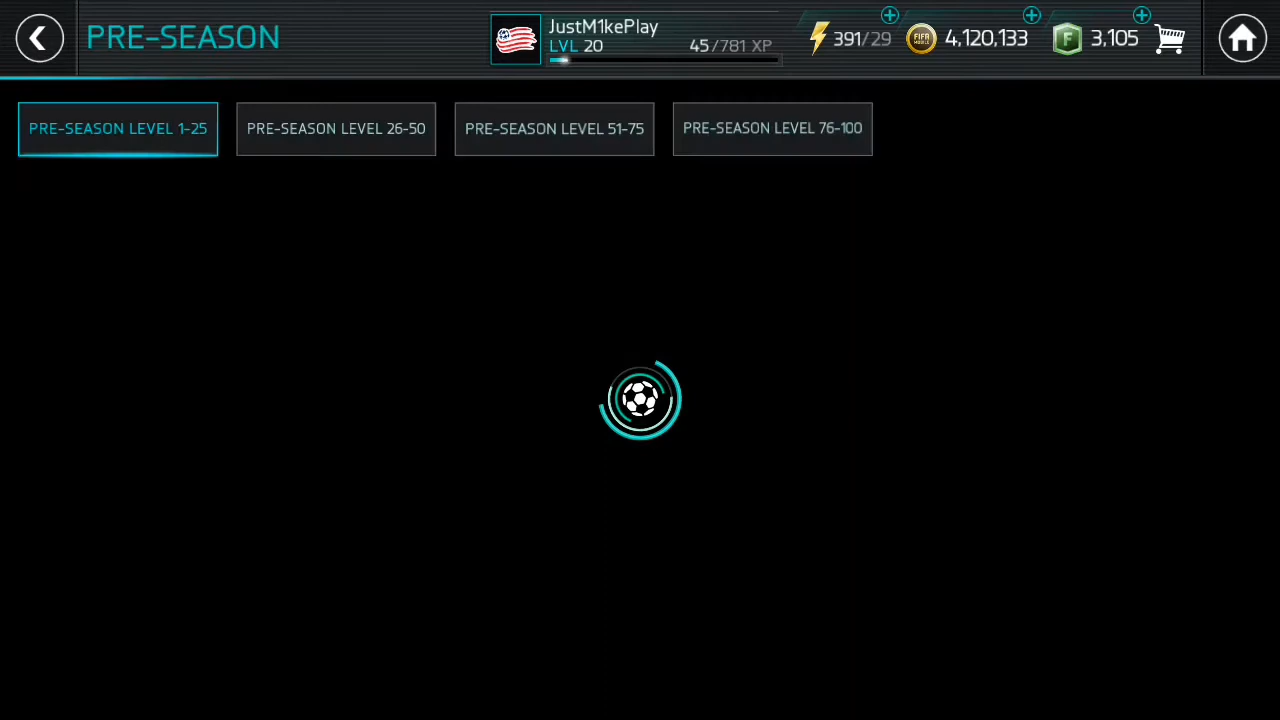 PRE-SEASON
JustM1kePlay
LVL 20
45/781 XP
391/29
4,120,133
F
3,105
PRE-SEASON LEVEL 1-25
PRE-SEASON LEVEL 26-50
PRE-SEASON LEVEL 51-75
PRE-SEASON LEVEL 76-100